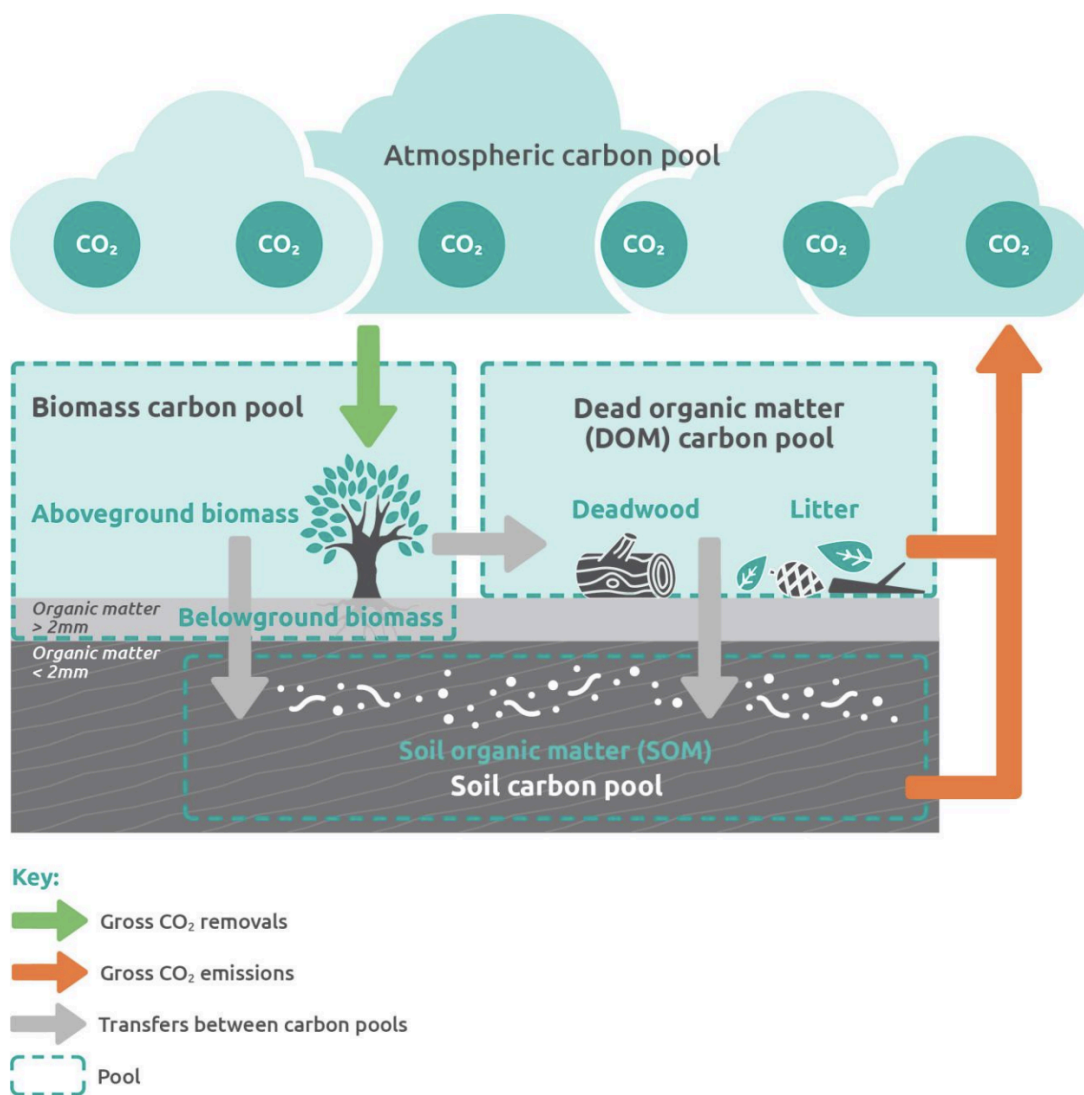 Atmospheric carbon pool
CO₂ CO₂ CO₂ CO₂ CO₂ CO₂
Biomass carbon pool
Aboveground biomass
Dead organic matter
(DOM) carbon pool
Deadwood Litter
Organic matter
> 2mm
Belowground biomass
Organic matter
< 2mm
Soil organic matter (SOM)
Soil carbon pool
Key:
Gross CO₂ removals
Gross CO₂ emissions
Transfers between carbon pools
Pool